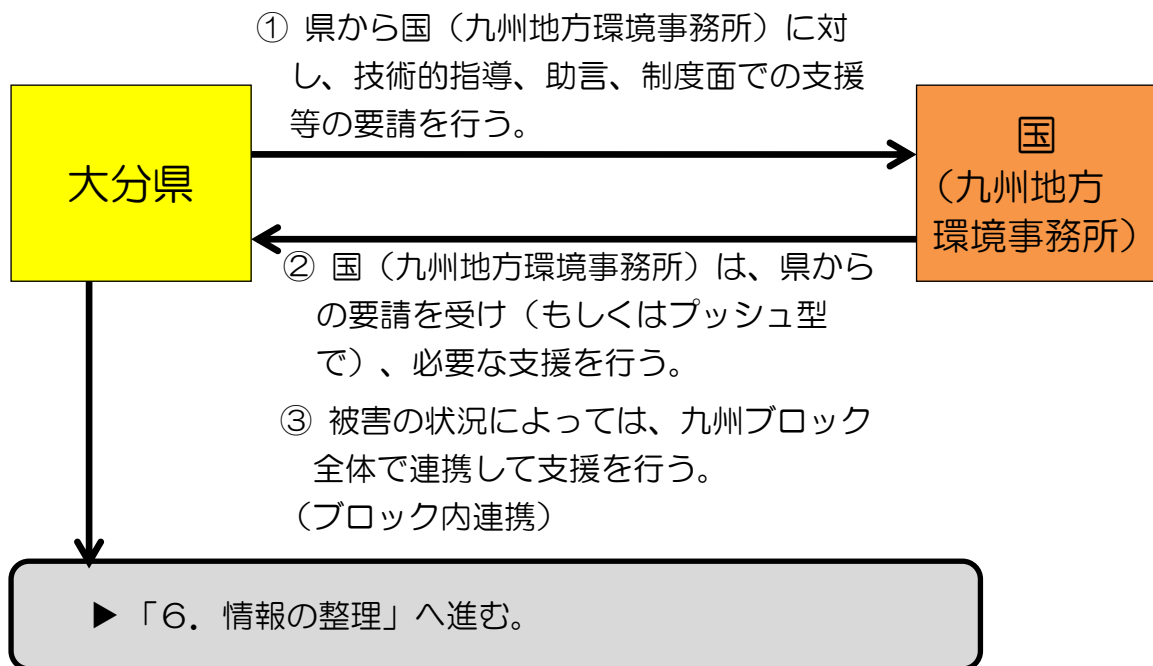 ① 県から国（九州地方環境事務所）に対
し、技術的指導、助言、制度面での支援
等の要請を行う。
大分県
国
（九州地方
環境事務所）
② 国（九州地方環境事務所）は、県から
の要請を受け（もしくはプッシュ型
で）、必要な支援を行う。
③ 被害の状況によっては、九州ブロック
全体で連携して支援を行う。
（ブロック内連携）
▶「６．情報の整理」へ進む。